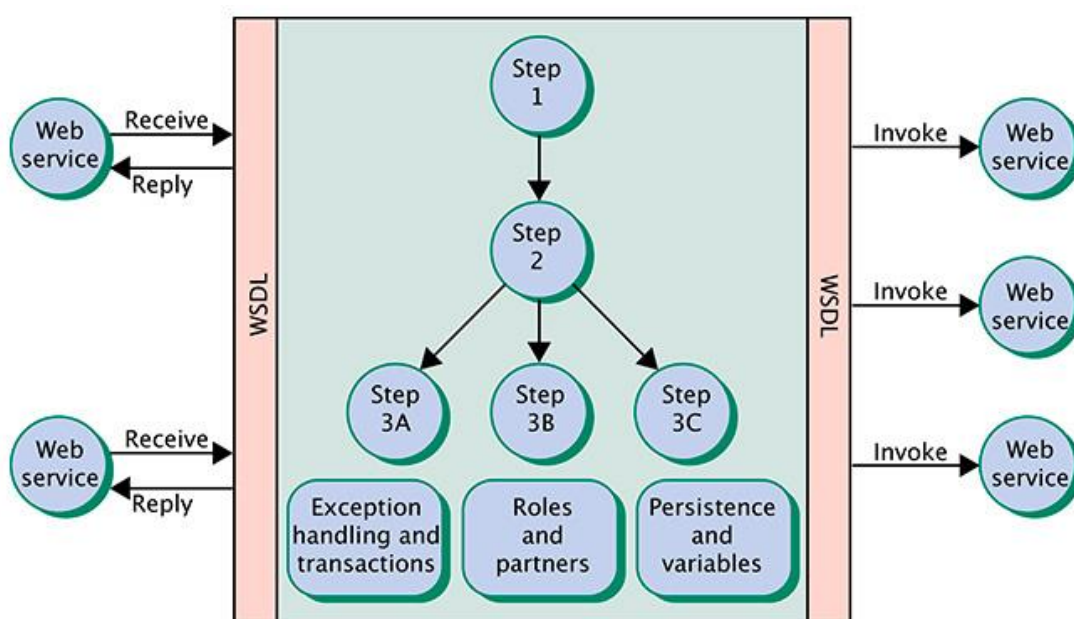 Step
1
Web
service
Receive
Reply
Invoke
Web
service
Step
2
WSDL
WSDL
Invoke
Web
service
Step
3A
Step
3B
Step
3C
Web
service
Receive
Reply
Invoke
Web
service
Exception
handling and
transactions
Roles
and
partners
Persistence
and
variables